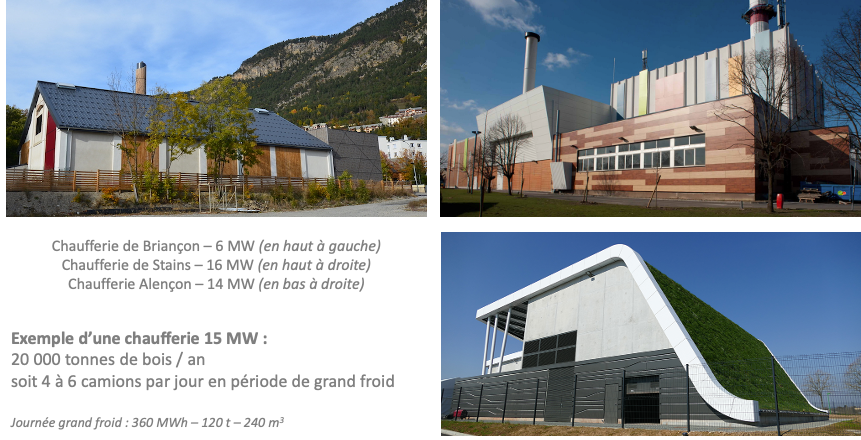 Chaufferie de Briançon – 6 MW (en haut à gauche)
Chaufferie de Stains – 16 MW (en haut à droite)
Chaufferie Alençon – 14 MW (en bas à droite)
Exemple d’une chaufferie 15 MW :
20 000 tonnes de bois / an
soit 4 à 6 camions par jour en période de grand froid
Journée grand froid : 360 MWh – 120 t – 240 m³